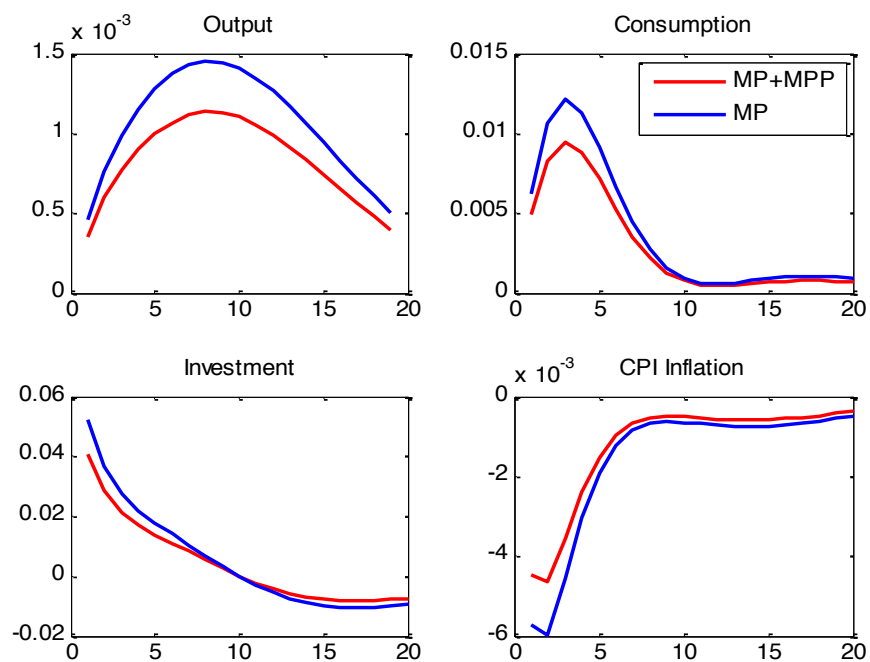 Output
x 10^-3
1.5
1
0.5
0
0 5 10 15 20
Consumption
0.015
0.01
0.005
0
0 5 10 15 20
MP+MPP
MP
Investment
0.06
0.04
0.02
0
-0.02
0 5 10 15 20
CPI Inflation
x 10^-3
0
-2
-4
-6
0 5 10 15 20